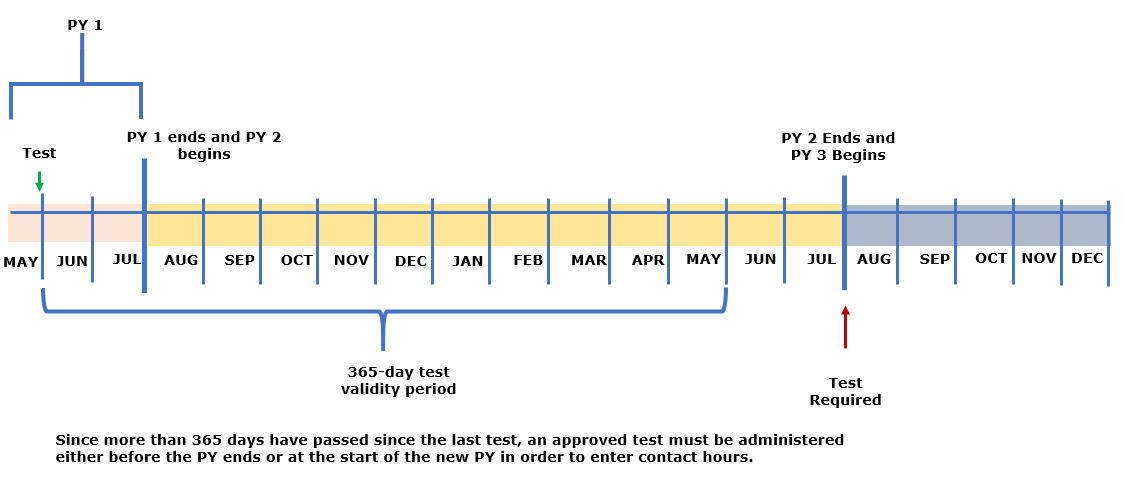 PY 1
PY 1 ends and PY 2
begins
PY 2 Ends and
PY 3 Begins
Test
MAY JUN JUL AUG SEP OCT NOV DEC JAN FEB MAR APR MAY JUN JUL AUG SEP OCT NOV DEC
365-day test
validity period
Test
Required
Since more than 365 days have passed since the last test, an approved test must be administered
either before the PY ends or at the start of the new PY in order to enter contact hours.